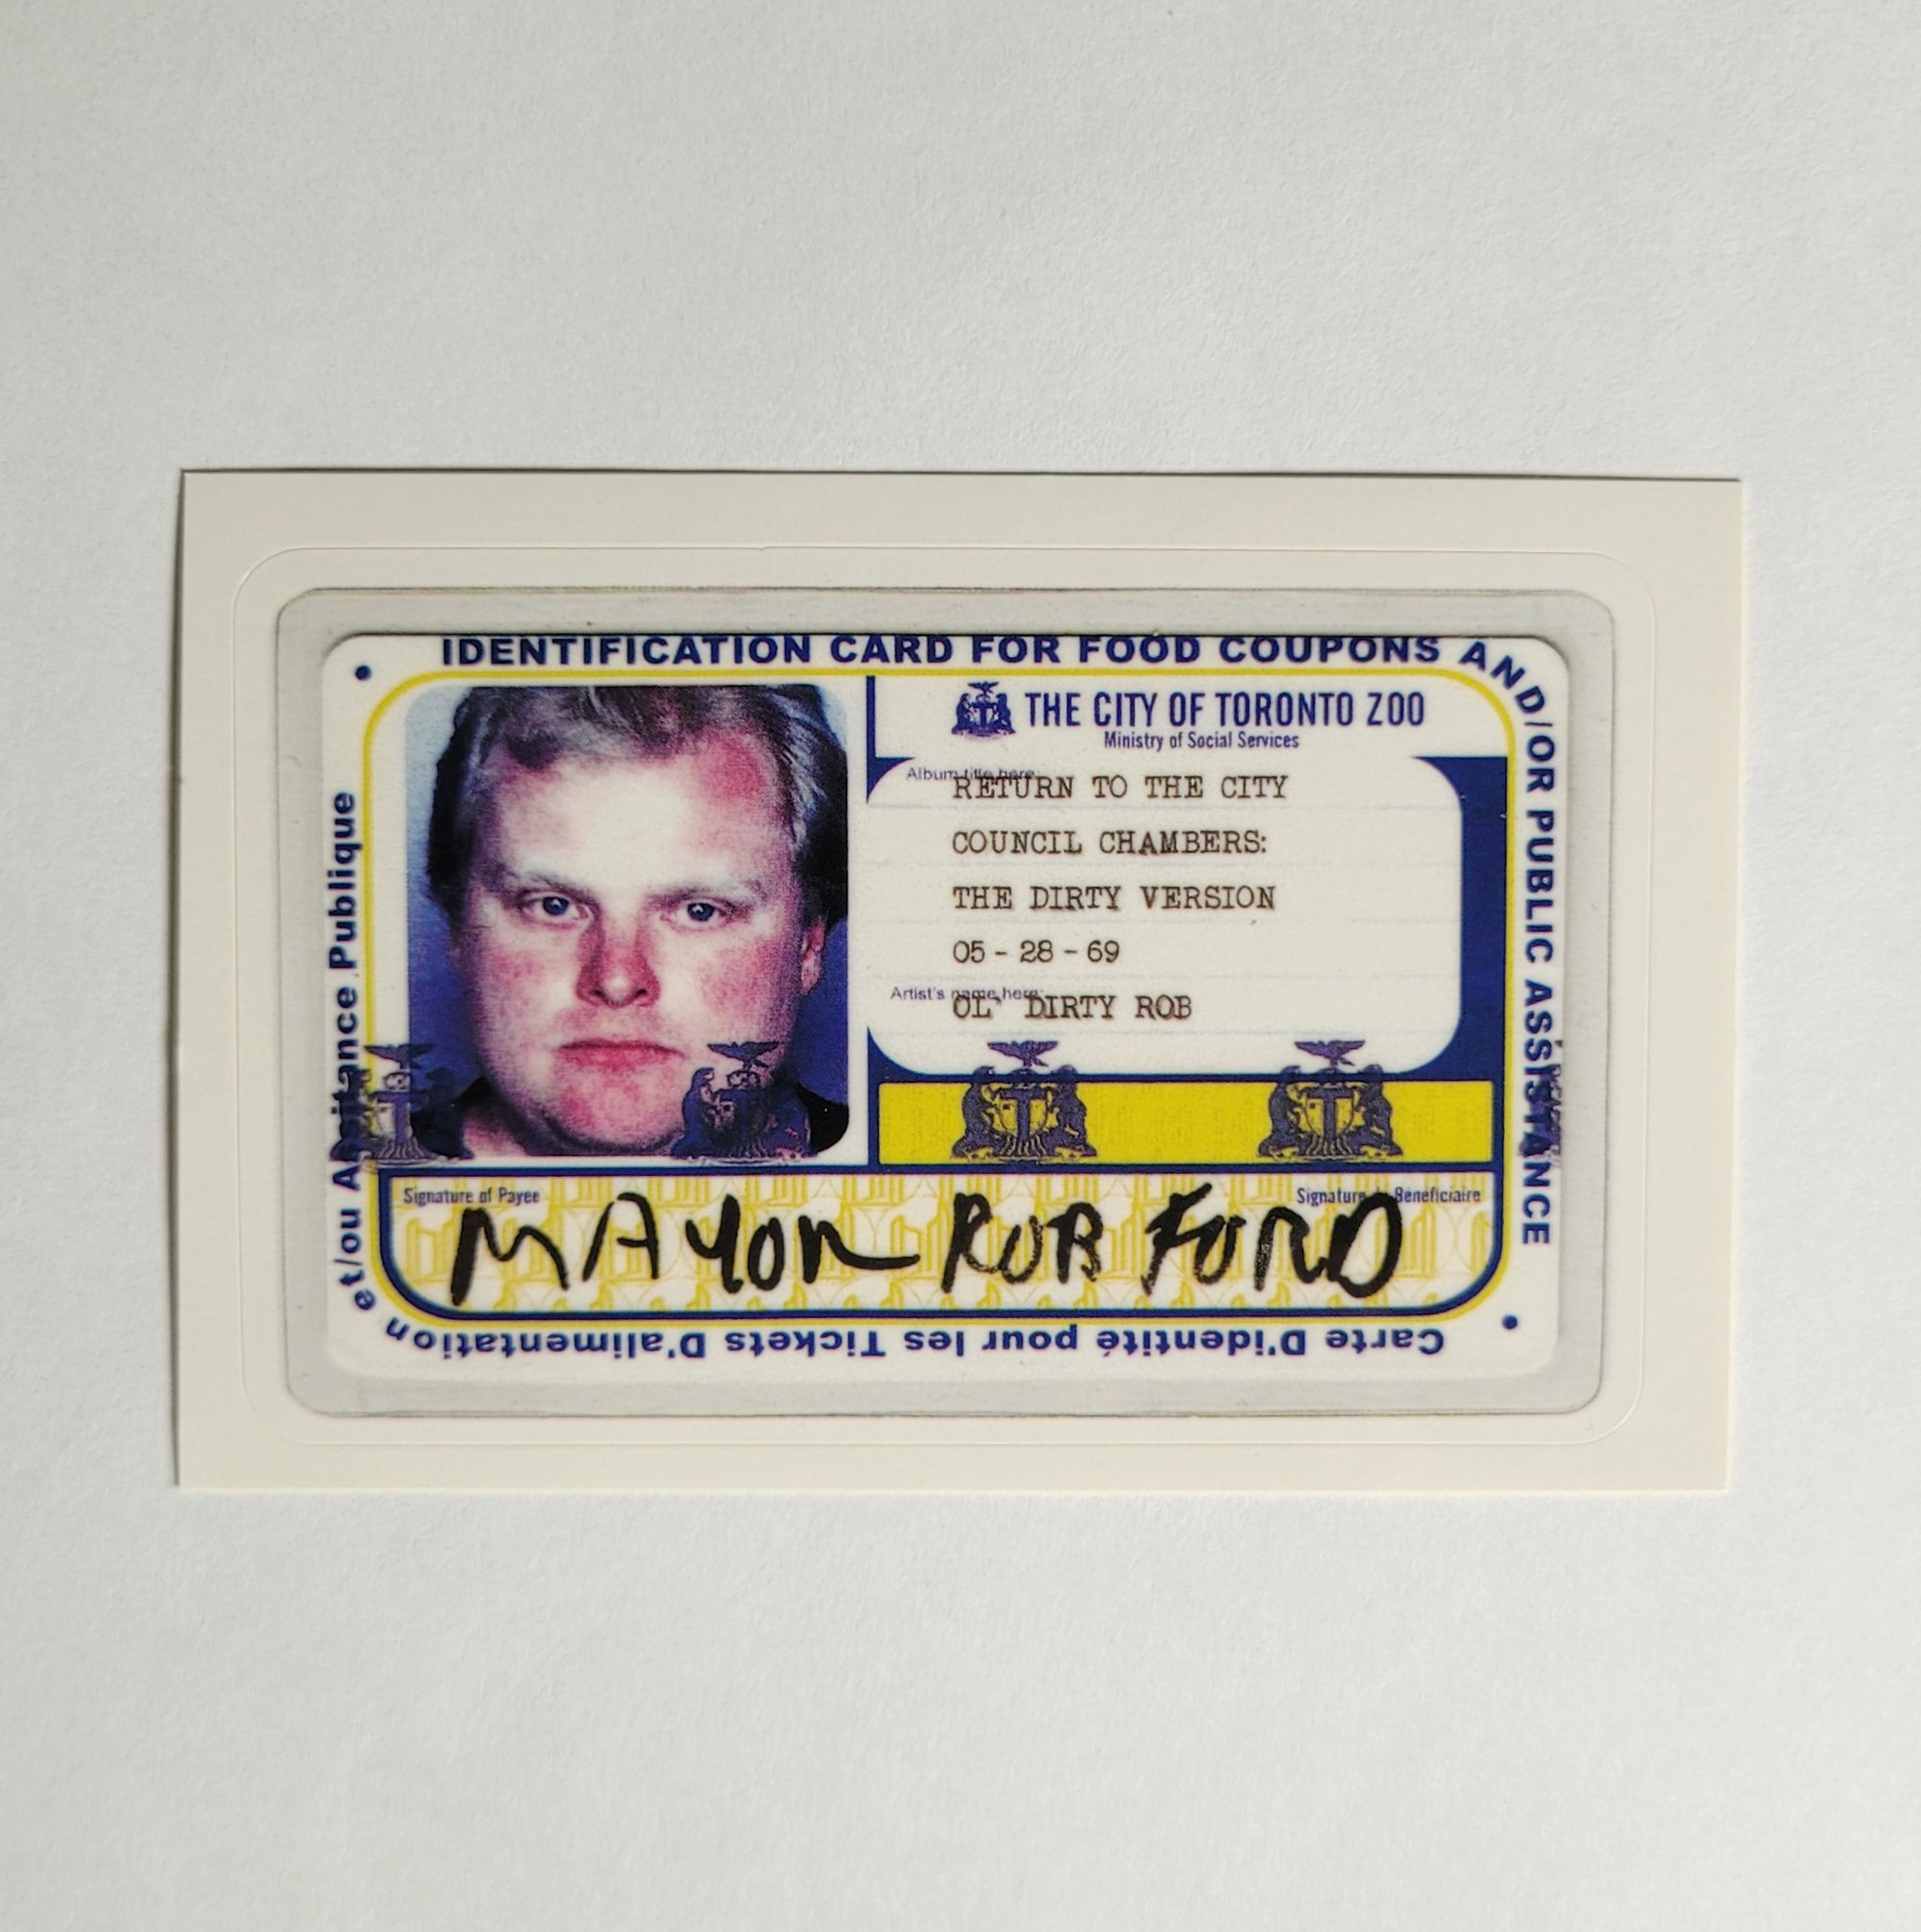 IDENTIFICATION CARD FOR FOOD COUPONS AND/OR PUBLIC ASSISTANCE
THE CITY OF TORONTO ZOO
Ministry of Social Services
Album title here:
RETURN TO THE CITY
COUNCIL CHAMBERS:
THE DIRTY VERSION
05-28-69
Artist's name here:
OL' DIRTY ROB
Signature of Payee
Signature Bénéficiaire
MAYOR ROB FORD
Carte D'identité pour les Tickets D'alimentation et/ou Publique